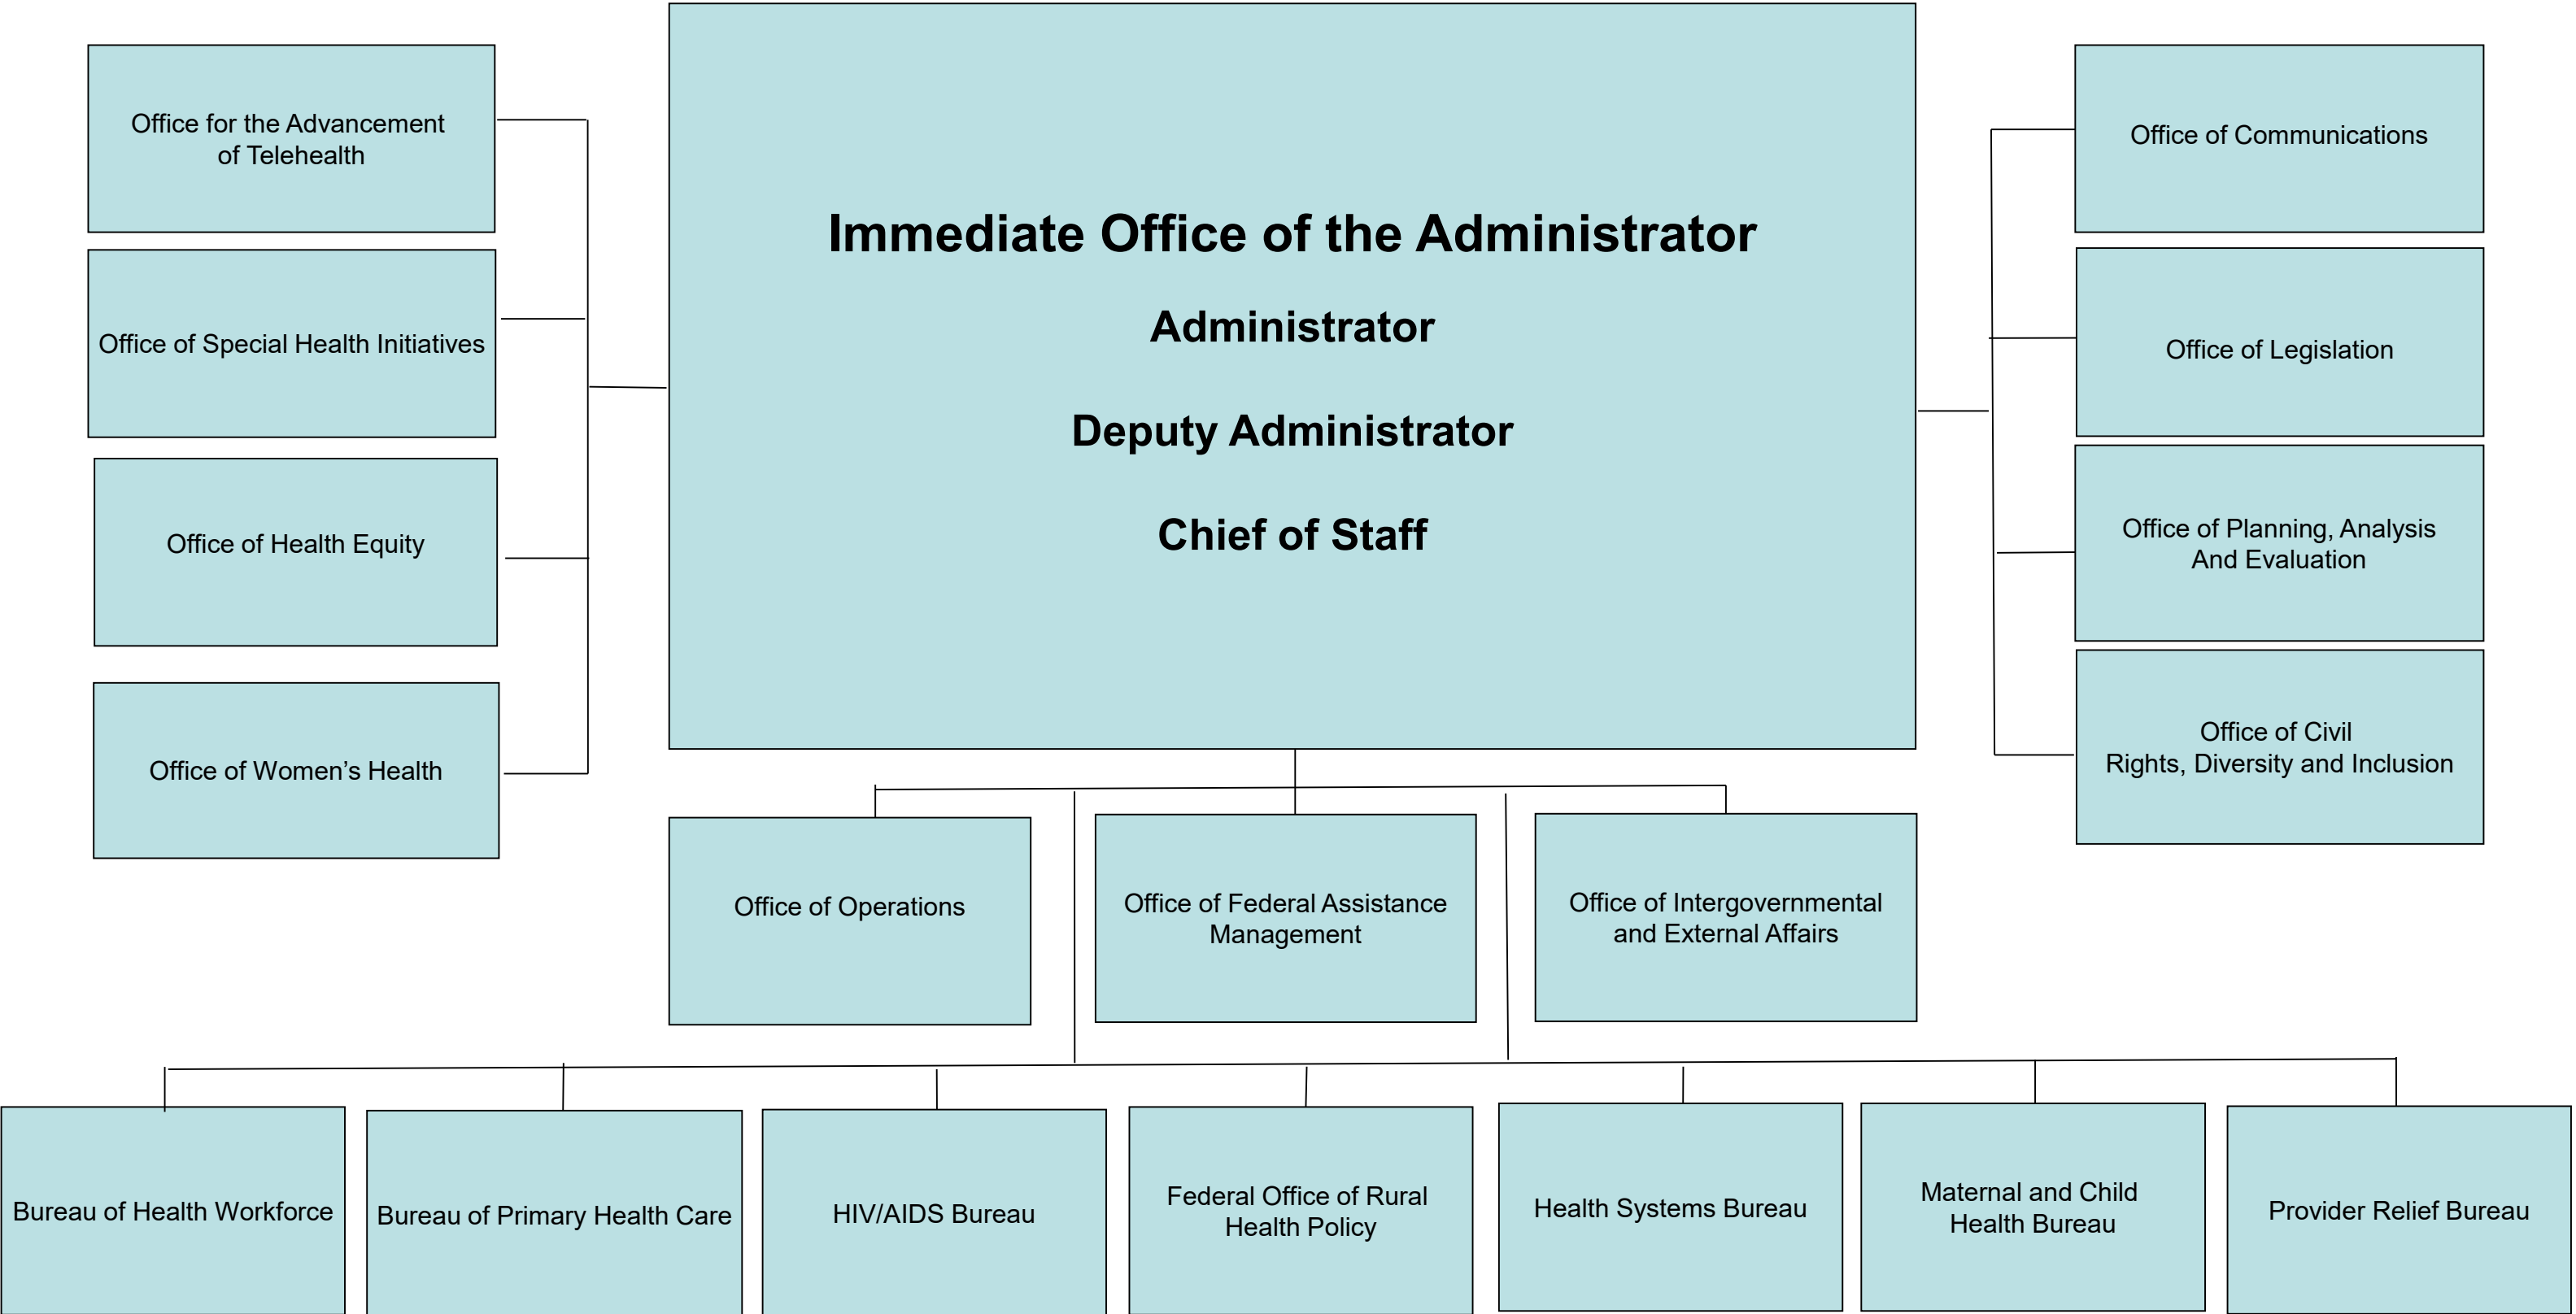 Office for the Advancement
of Telehealth
Office of Special Health Initiatives
Office of Health Equity
Office of Women’s Health
Immediate Office of the Administrator
Administrator
Deputy Administrator
Chief of Staff
Office of Communications
Office of Legislation
Office of Planning, Analysis
And Evaluation
Office of Civil
Rights, Diversity and Inclusion
Office of Operations
Office of Federal Assistance
Management
Office of Intergovernmental
and External Affairs
Bureau of Health Workforce
Bureau of Primary Health Care
HIV/AIDS Bureau
Federal Office of Rural
Health Policy
Health Systems Bureau
Maternal and Child
Health Bureau
Provider Relief Bureau